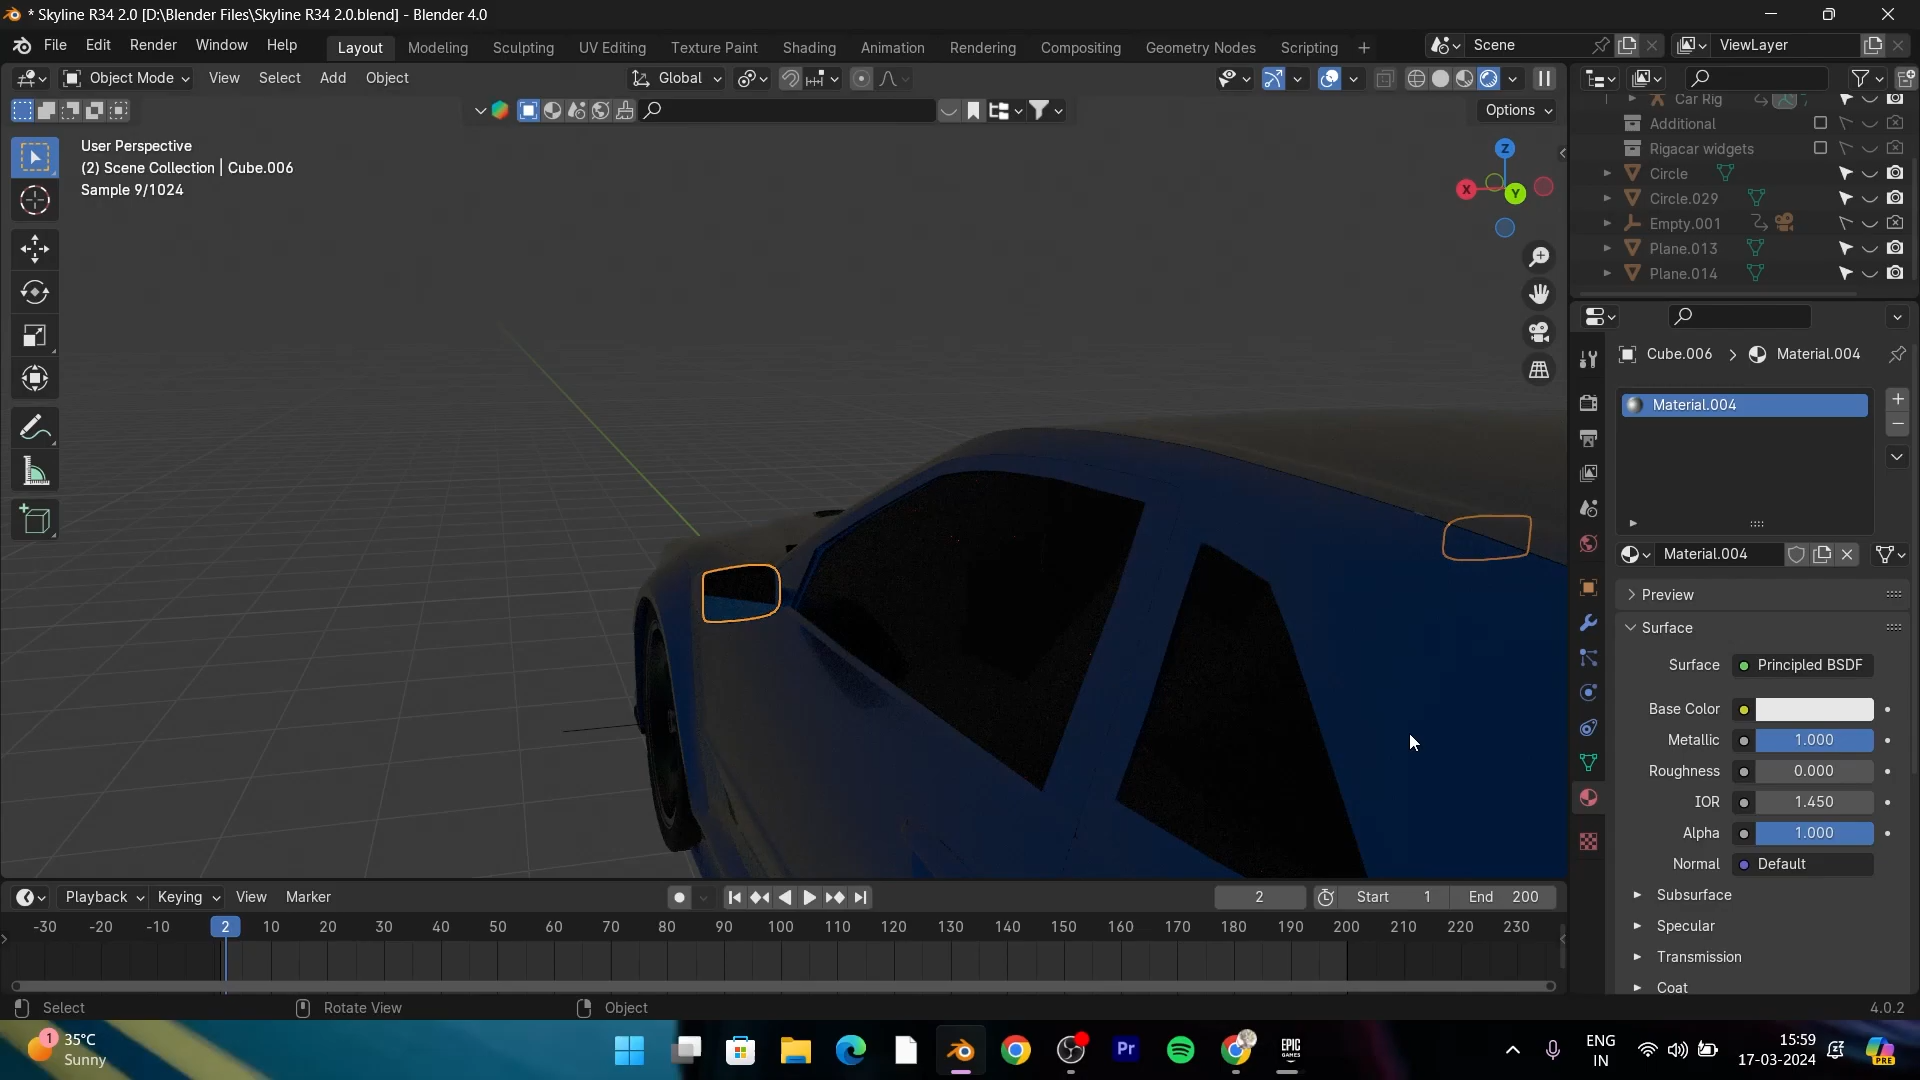 * Skyline R34 2.0 [D:\Blender Files\Skyline R34 2.0.blend] - Blender 4.0
File Edit Render Window Help
Layout Modeling Sculpting UV Editing Texture Paint Shading Animation Rendering Compositing Geometry Nodes Scripting +
Scene
ViewLayer
Object Mode View Select Add Object
Global
Options
User Perspective
(2) Scene Collection | Cube.006
Sample 9/1024
Z
X
Y
Car Rig
Additional
Rigacar widgets
Circle
Circle.029
Empty.001
Plane.013
Plane.014
Cube.006 > Material.004
Material.004
Material.004
Preview
Surface
Surface Principled BSDF
Base Color
Metallic 1.000
Roughness 0.000
IOR 1.450
Alpha 1.000
Normal Default
Subsurface
Specular
Transmission
Coat
Playback Keying View Marker
2
Start 1
End 200
-30 -20 -10 2 10 20 30 40 50 60 70 80 90 100 110 120 130 140 150 160 170 180 190 200 210 220 230
Select Rotate View Object
4.0.2
1
35°C
Sunny
Pr
EPIC
GAMES
ENG
IN
15:59
17-03-2024
PRE